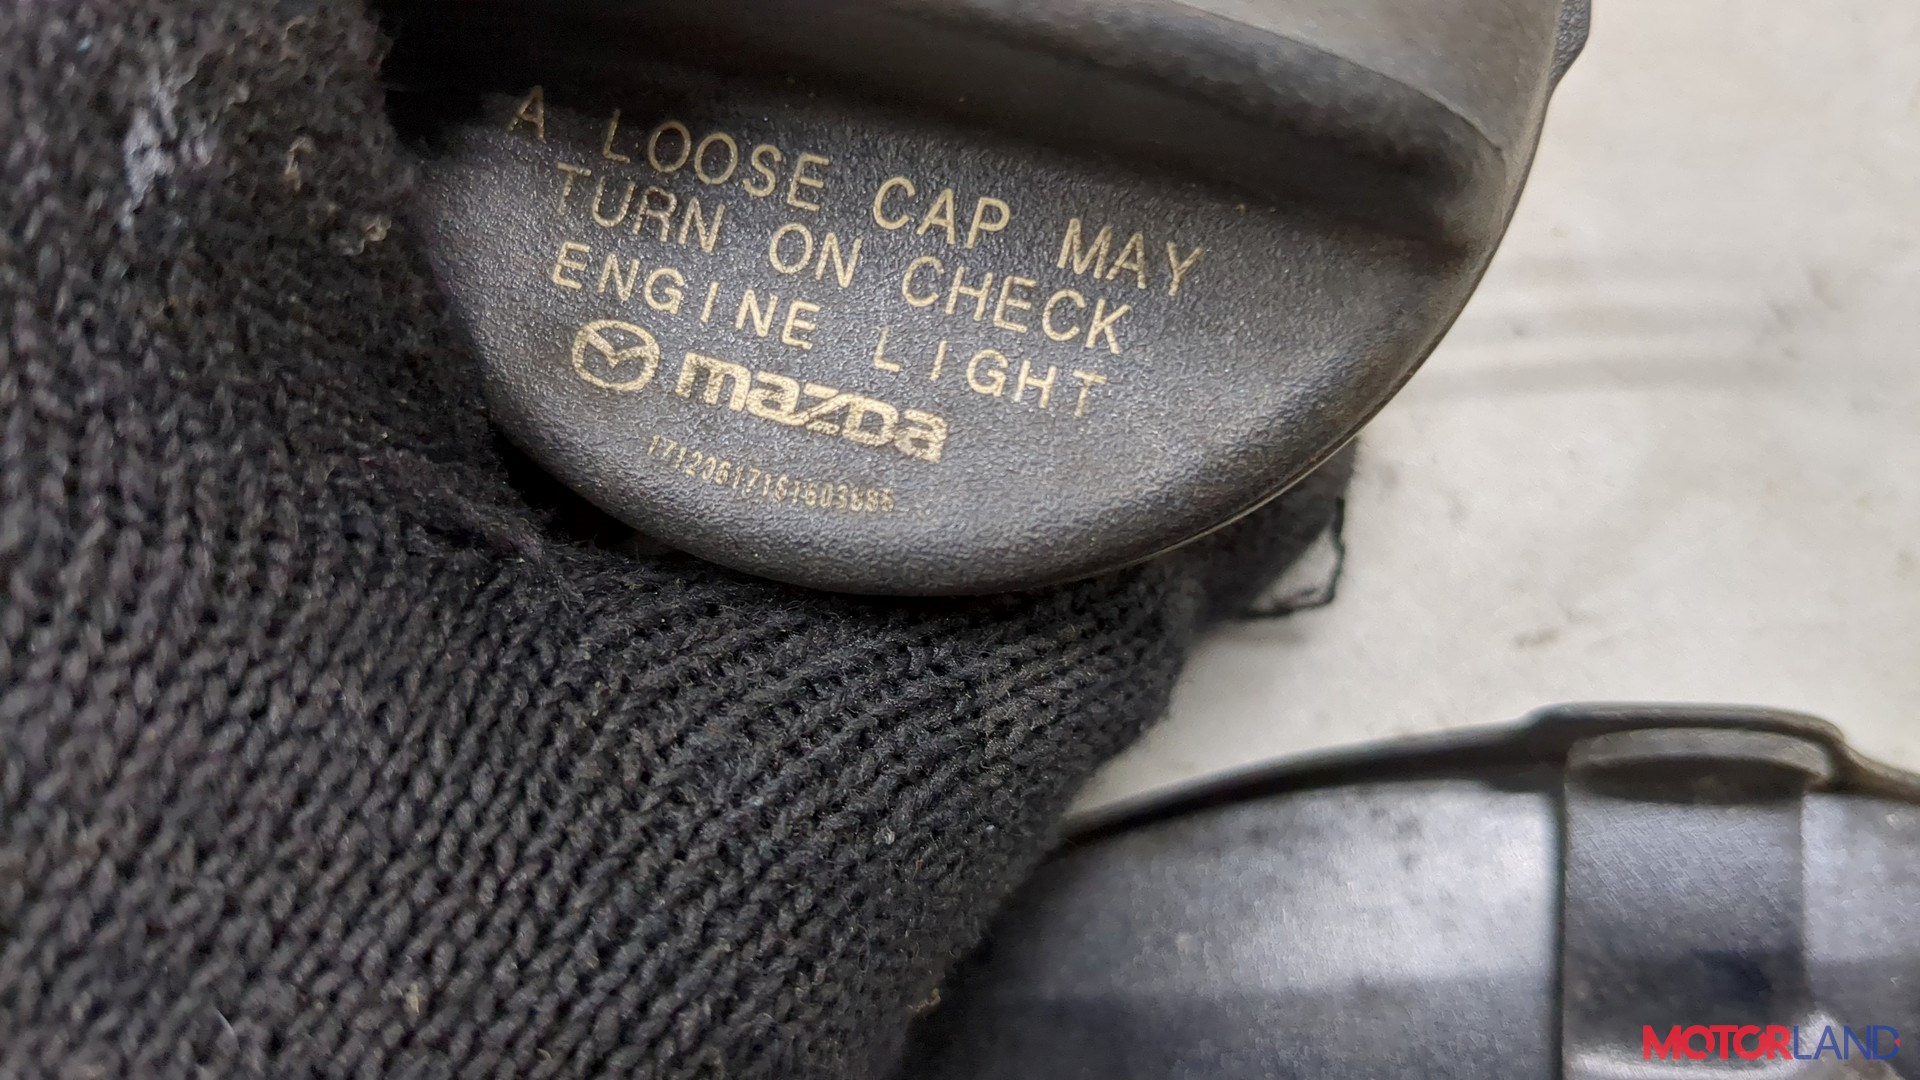 A LOOSE CAP MAY
TURN ON CHECK
ENGINE LIGHT
mazDa
MOTORLAND